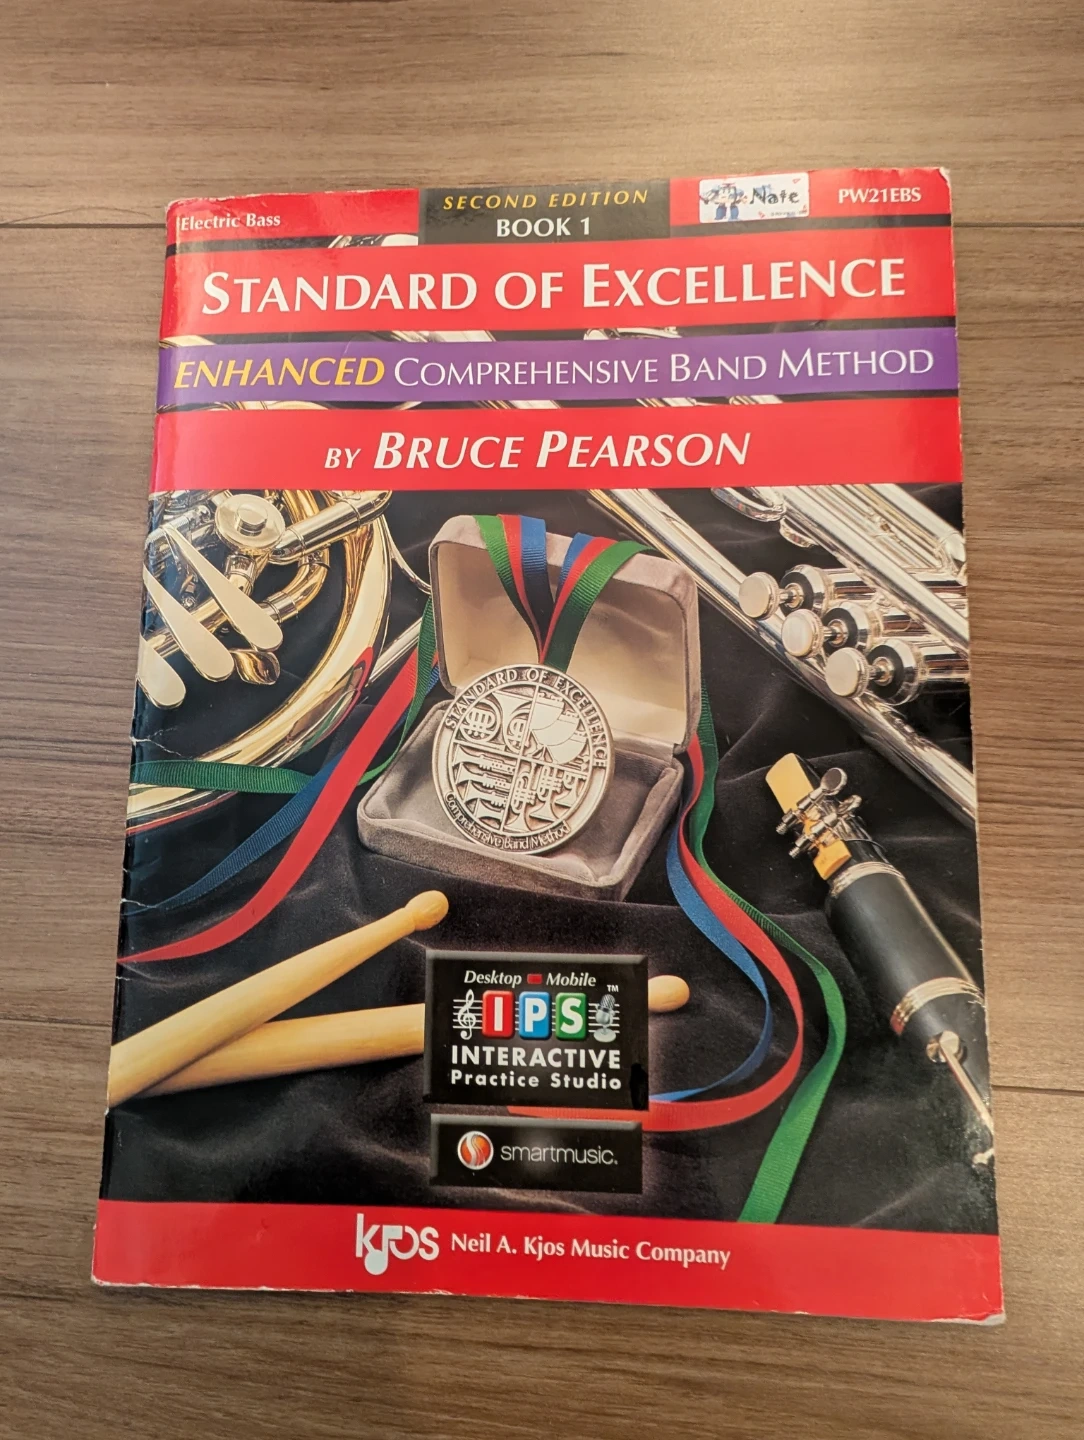 Electric Bass
SECOND EDITION
BOOK 1
Nate
PW21EBS
STANDARD OF EXCELLENCE
ENHANCED COMPREHENSIVE BAND METHOD
BY BRUCE PEARSON
STANDARD OF EXCELLENCE
Comprehensive Band Method
Desktop Mobile
IPS™
INTERACTIVE
Practice Studio
smartmusic
kjos Neil A. Kjos Music Company